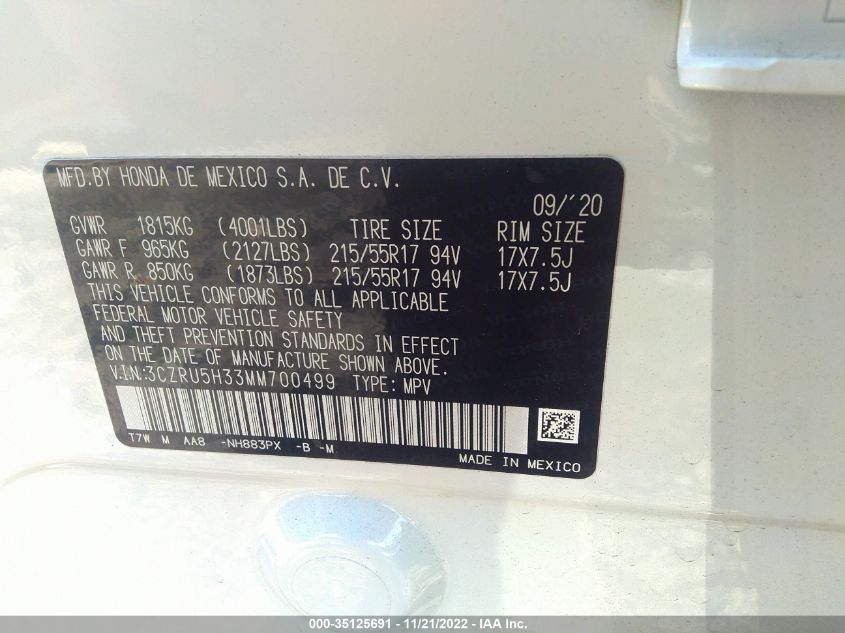 MFD.BY HONDA DE MEXICO S.A. DE C.V.
09/'20
GVWR 1815KG (4001LBS) TIRE SIZE RIM SIZE
GAWR F 965KG (2127LBS) 215/55R17 94V 17X7.5J
GAWR R 850KG (1873LBS) 215/55R17 94V 17X7.5J
THIS VEHICLE CONFORMS TO ALL APPLICABLE
FEDERAL MOTOR VEHICLE SAFETY
AND THEFT PREVENTION STANDARDS IN EFFECT
ON THE DATE OF MANUFACTURE SHOWN ABOVE.
V.I.N:3CZRU5H33MM700499 TYPE: MPV
T7W M AA8 -NH883PX -B -M
MADE IN MEXICO
000-35125691 - 11/21/2022 - IAA Inc.